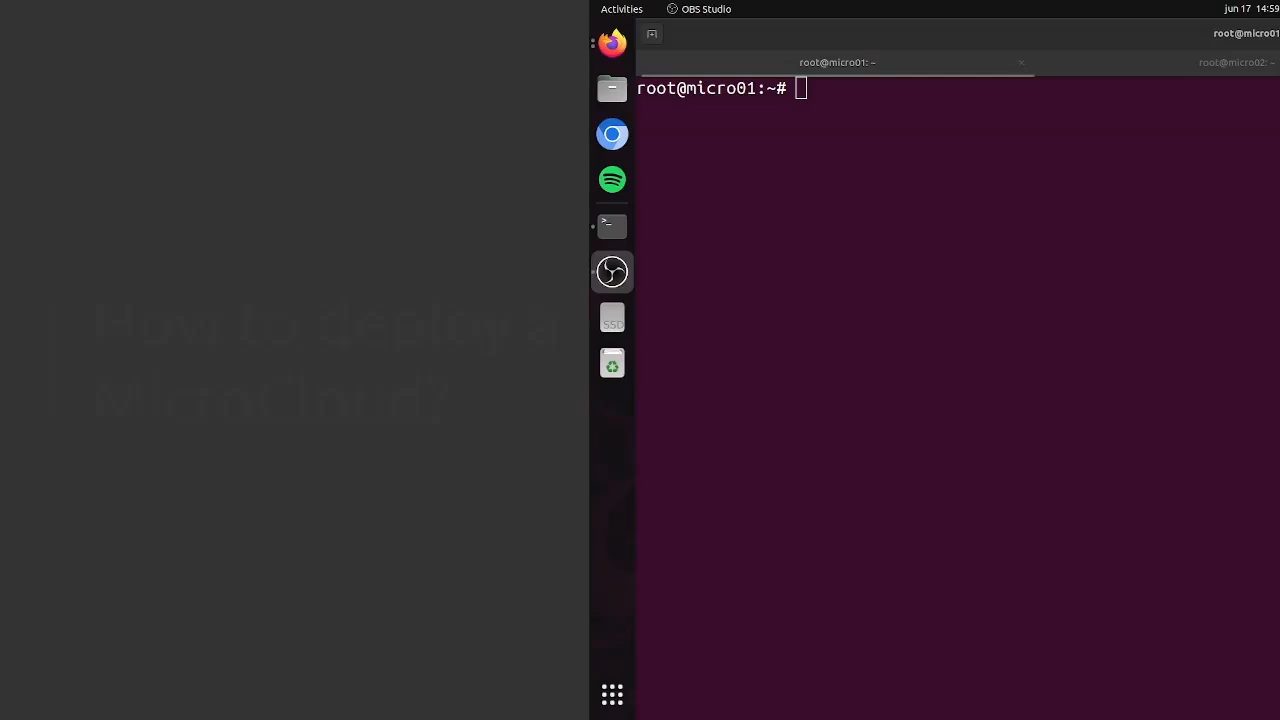 Activities
OBS Studio
jun 17 14:59
root@micro01
root@micro01: ~
×
root@micro02: ~
root@micro01:~#
How to deploy a
MicroCloud?
>_
SSD